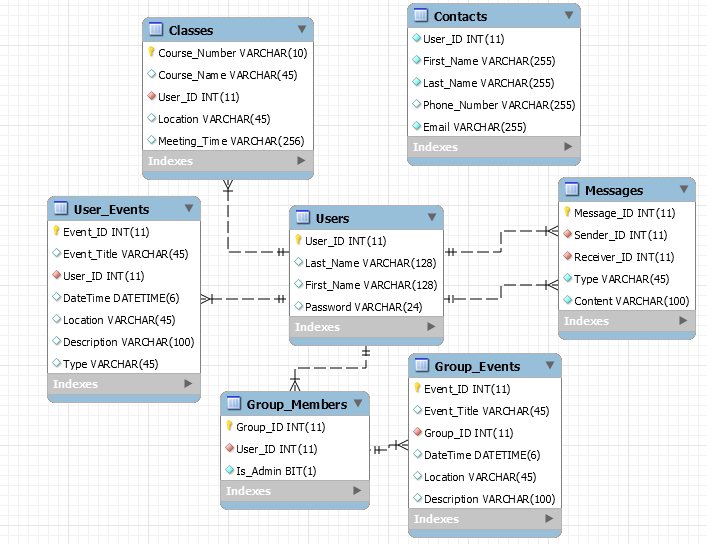 Classes
Course_Number VARCHAR(10)
Course_Name VARCHAR(45)
User_ID INT(11)
Location VARCHAR(45)
Meeting_Time VARCHAR(256)
Indexes
Contacts
User_ID INT(11)
First_Name VARCHAR(255)
Last_Name VARCHAR(255)
Phone_Number VARCHAR(255)
Email VARCHAR(255)
Indexes
User_Events
Event_ID INT(11)
Event_Title VARCHAR(45)
User_ID INT(11)
DateTime DATETIME(6)
Location VARCHAR(45)
Description VARCHAR(100)
Type VARCHAR(45)
Indexes
Users
User_ID INT(11)
Last_Name VARCHAR(128)
First_Name VARCHAR(128)
Password VARCHAR(24)
Indexes
Messages
Message_ID INT(11)
Sender_ID INT(11)
Receiver_ID INT(11)
Type VARCHAR(45)
Content VARCHAR(100)
Indexes
Group_Members
Group_ID INT(11)
User_ID INT(11)
Is_Admin BIT(1)
Indexes
Group_Events
Event_ID INT(11)
Event_Title VARCHAR(45)
Group_ID INT(11)
DateTime DATETIME(6)
Location VARCHAR(45)
Description VARCHAR(100)
Indexes